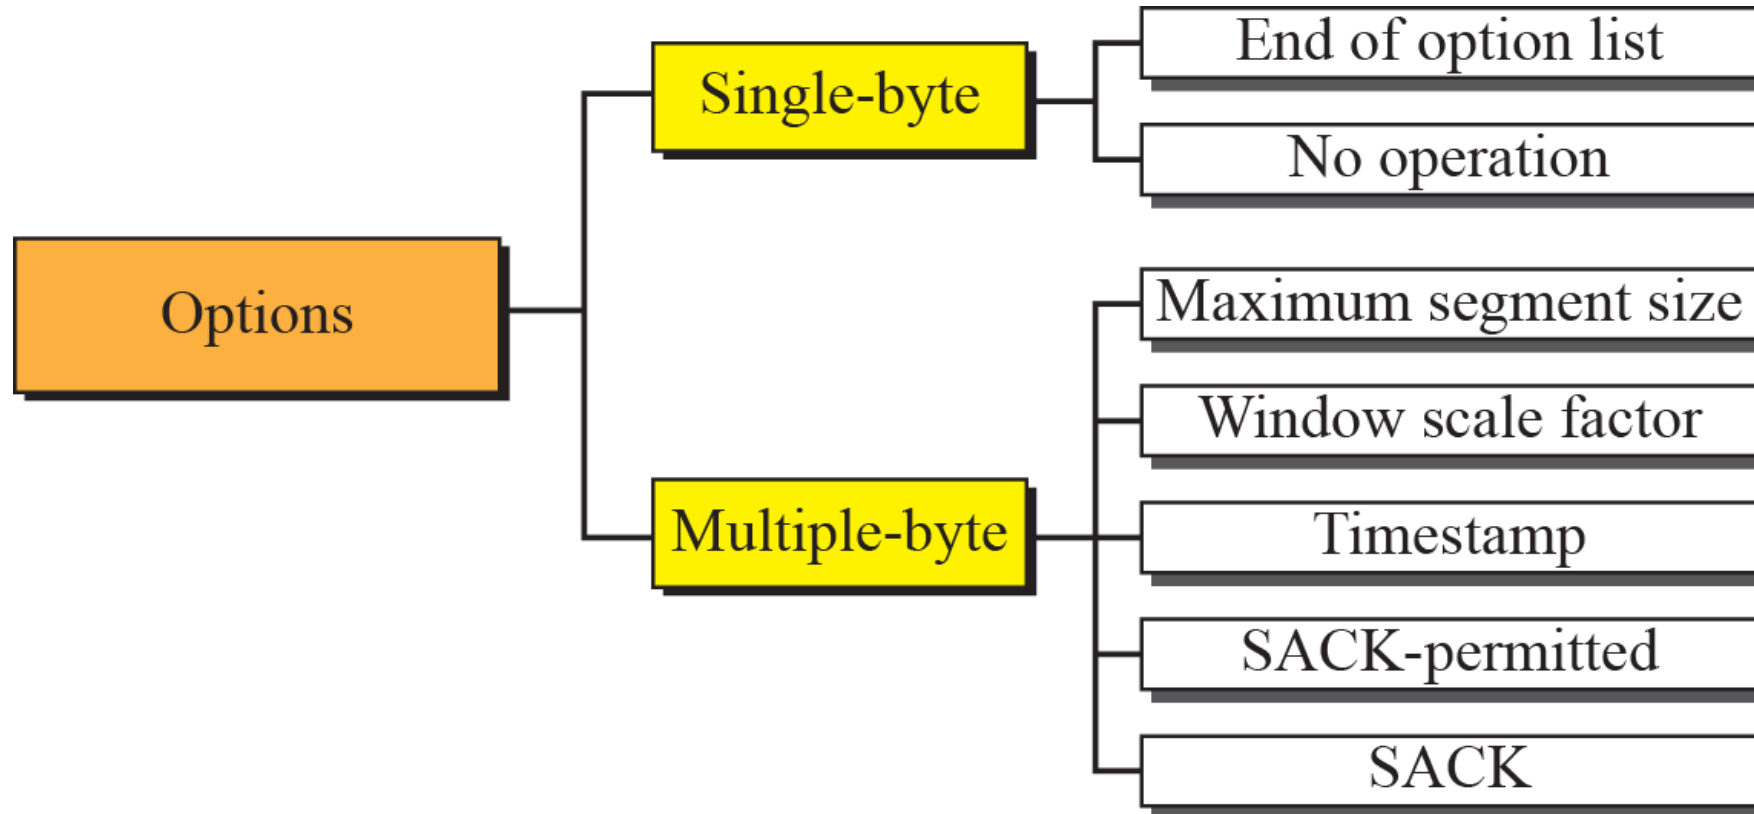 Options
Single-byte
End of option list
No operation
Multiple-byte
Maximum segment size
Window scale factor
Timestamp
SACK-permitted
SACK